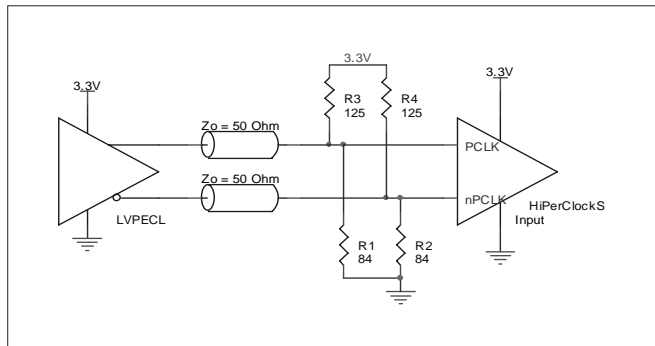 3.3V
Zo = 50 Ohm
Zo = 50 Ohm
LVPECL
3.3V
R3
125
R4
125
R1
84
R2
84
3.3V
PCLK
nPCLK
HiPerClockS
Input